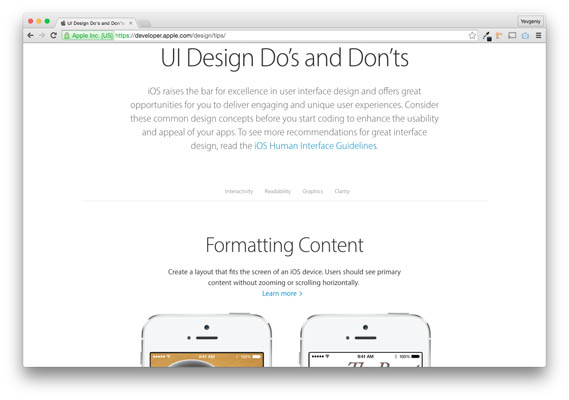 UI Design Do's and Don'ts
Yevgeny
Apple Inc. [US] https://developer.apple.com/design/tips/
UI Design Do’s and Don’ts
iOS raises the bar for excellence in user interface design and offers great
opportunities for you to deliver engaging and unique user experiences. Consider
these common design concepts before you start coding to enhance the usability
and appeal of your apps. To see more recommendations for great interface
design, read the iOS Human Interface Guidelines.
Interactivity Readability Graphics Clarity
Formatting Content
Create a layout that fits the screen of an iOS device. Users should see primary
content without zooming or scrolling horizontally.
Learn more >
9:41 AM 100% 9:41 AM 100%